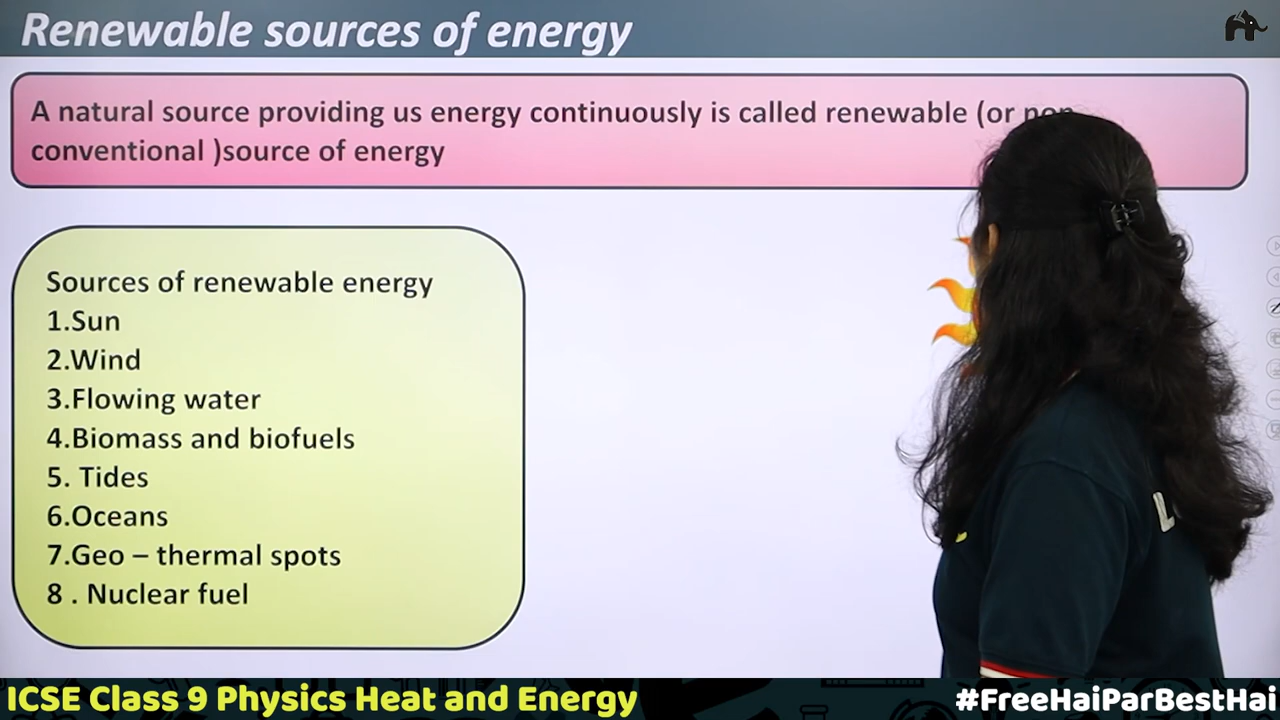 Renewable sources of energy
A natural source providing us energy continuously is called renewable (or non
conventional )source of energy
Sources of renewable energy
1.Sun
2.Wind
3.Flowing water
4.Biomass and biofuels
5. Tides
6.Oceans
7.Geo – thermal spots
8 . Nuclear fuel
ICSE Class 9 Physics Heat and Energy
#FreeHaiParBestHai